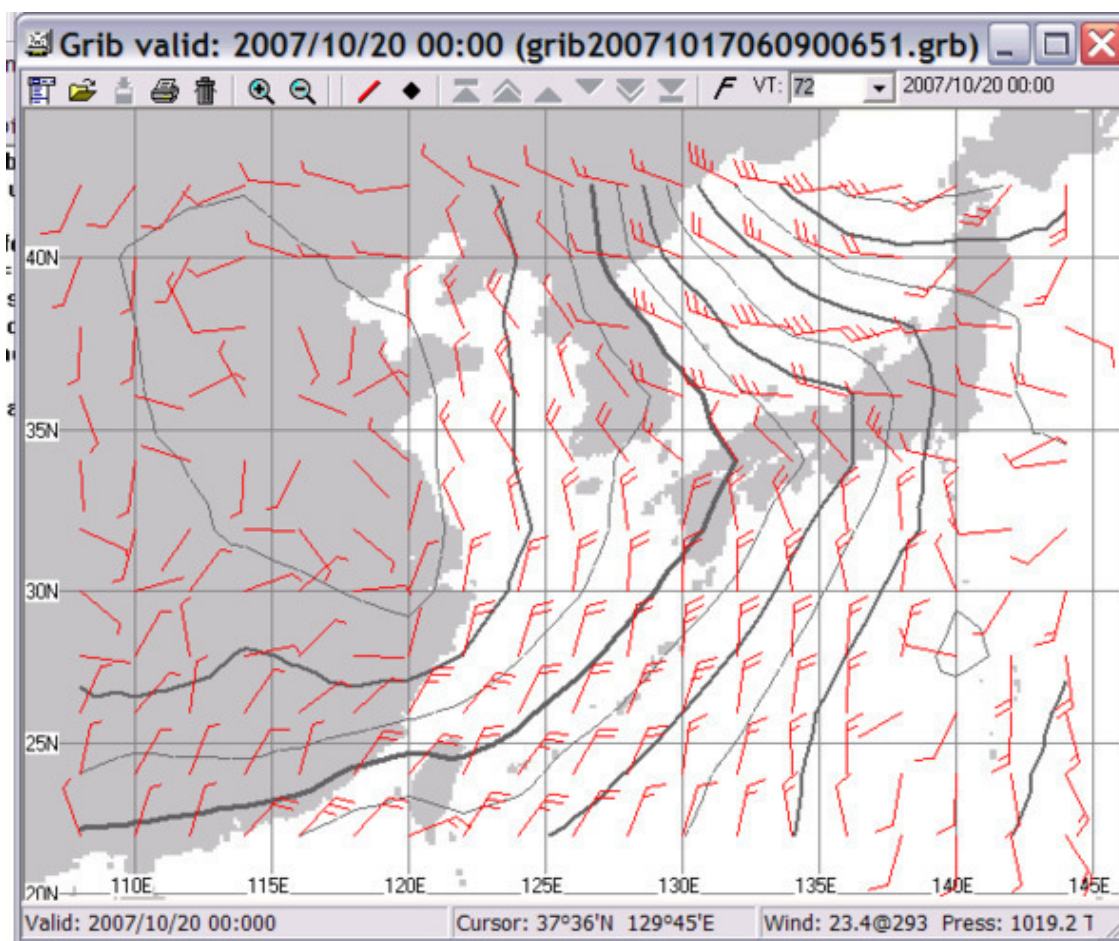 Grib valid: 2007/10/20 00:00 (grib20071017060900651.grb)
F VT: 72 2007/10/20 00:00
40N
35N
30N
25N
20N 110E 115E 120E 125E 130E 135E 140E 145E
Valid: 2007/10/20 00:000 Cursor: 37°36'N 129°45'E Wind: 23.4@293 Press: 1019.2 T